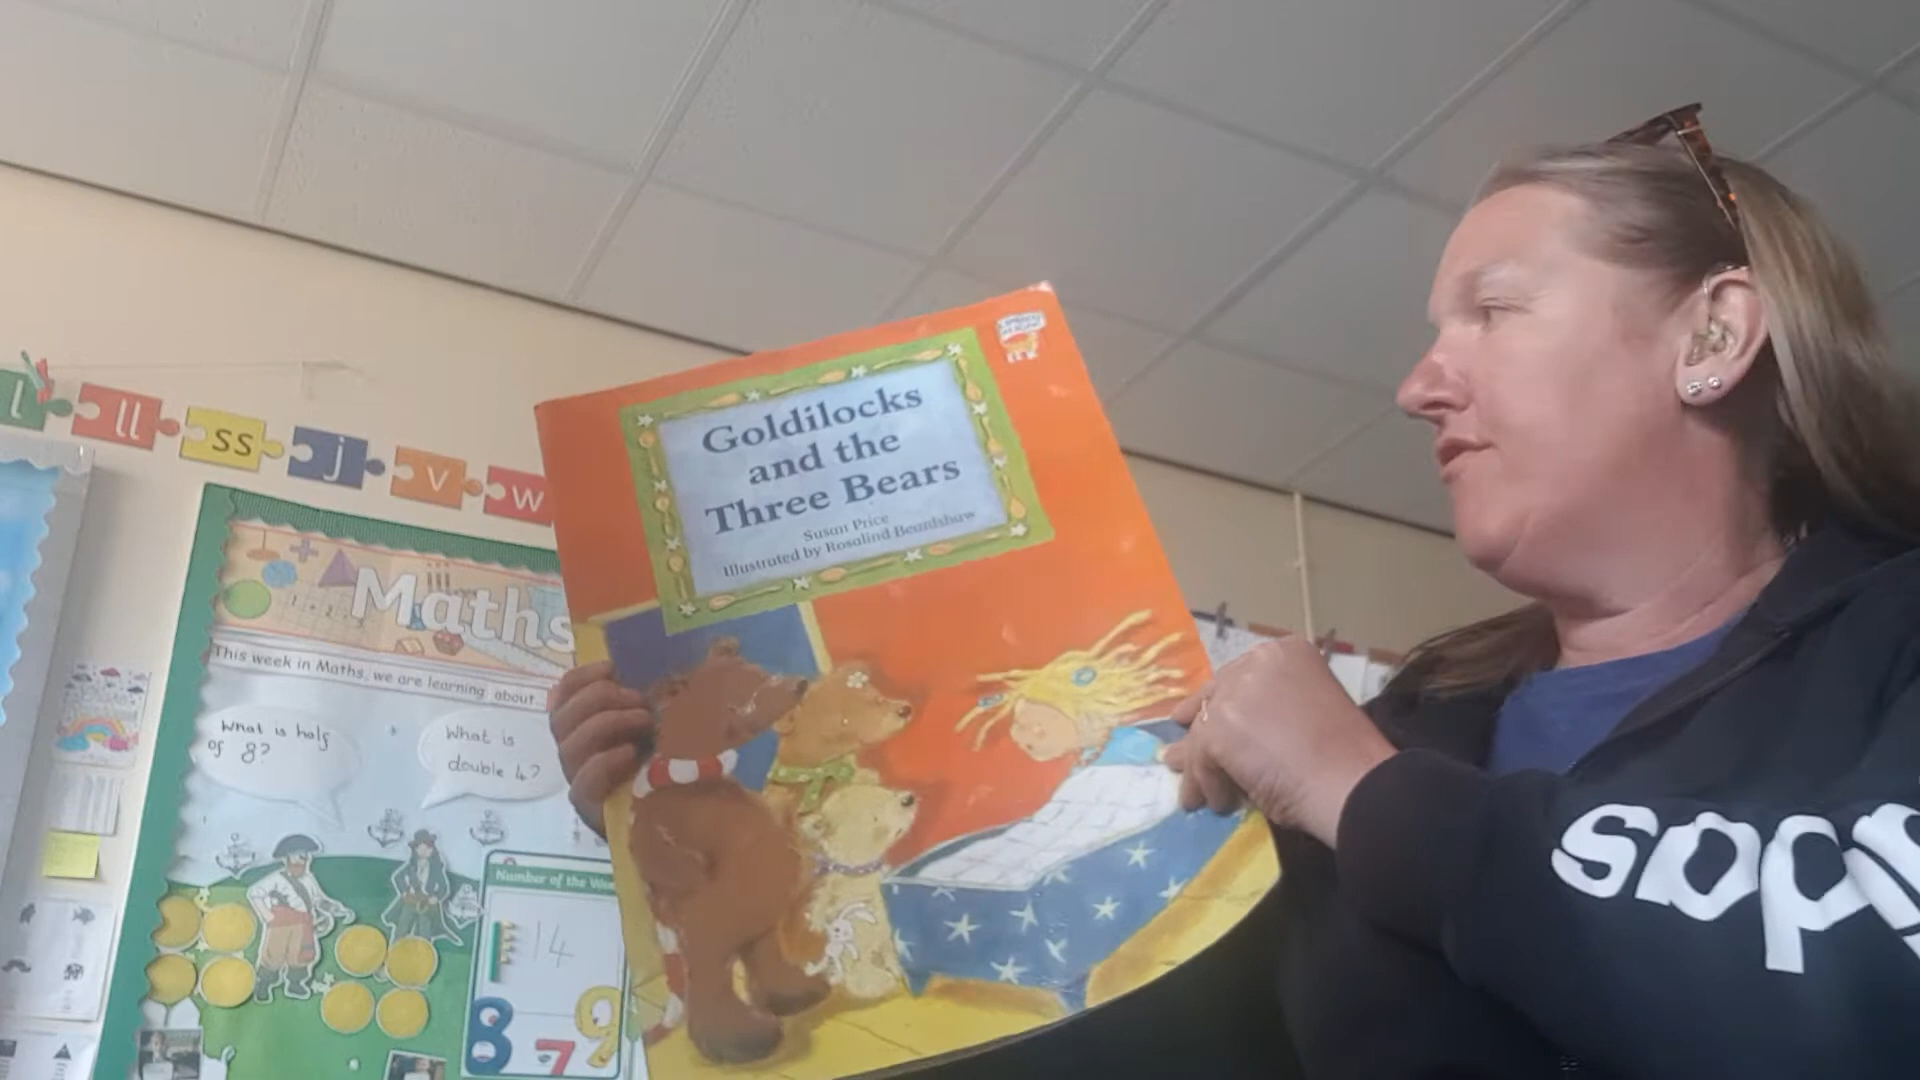 l ll ss j v w
Goldilocks
and the
Three Bears
Susan Price
Illustrated by Rosalind Beardshaw
Maths
This week in Maths, we are learning about...
What is half
of 8?
What is
double 4?
Number of the
14
8 7 9